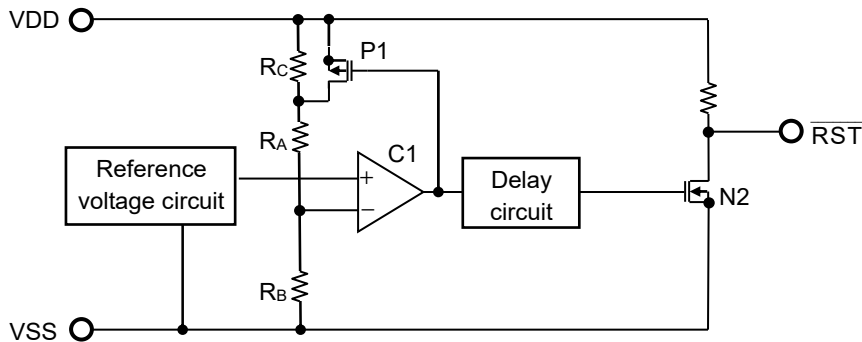 VDD
P1
RC
RA
C1
Reference
voltage circuit
+
−
Delay
circuit
RST
N2
RB
VSS